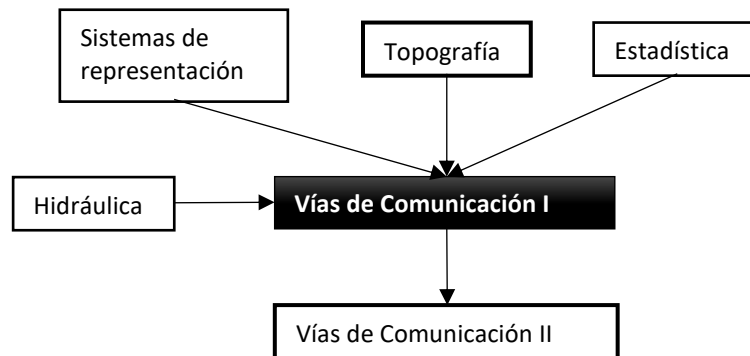 Sistemas de
representación
Topografía
Estadística
Hidráulica
Vías de Comunicación I
Vías de Comunicación II